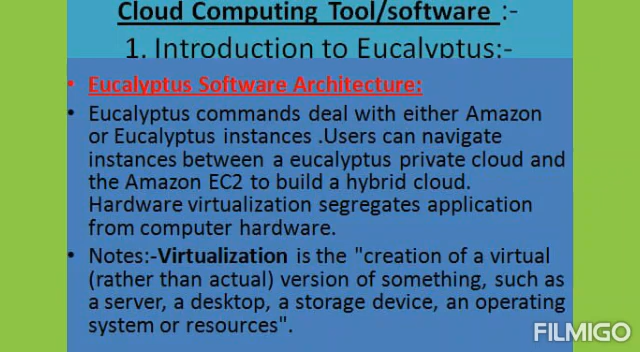 Cloud Computing Tool/software :-
1. Introduction to Eucalyptus:-
• Eucalyptus Software Architecture:
• Eucalyptus commands deal with either Amazon
or Eucalyptus instances .Users can navigate
instances between a eucalyptus private cloud and
the Amazon EC2 to build a hybrid cloud.
Hardware virtualization segregates application
from computer hardware.
• Notes:-Virtualization is the "creation of a virtual
(rather than actual) version of something, such as
a server, a desktop, a storage device, an operating
system or resources".
FILMIGO